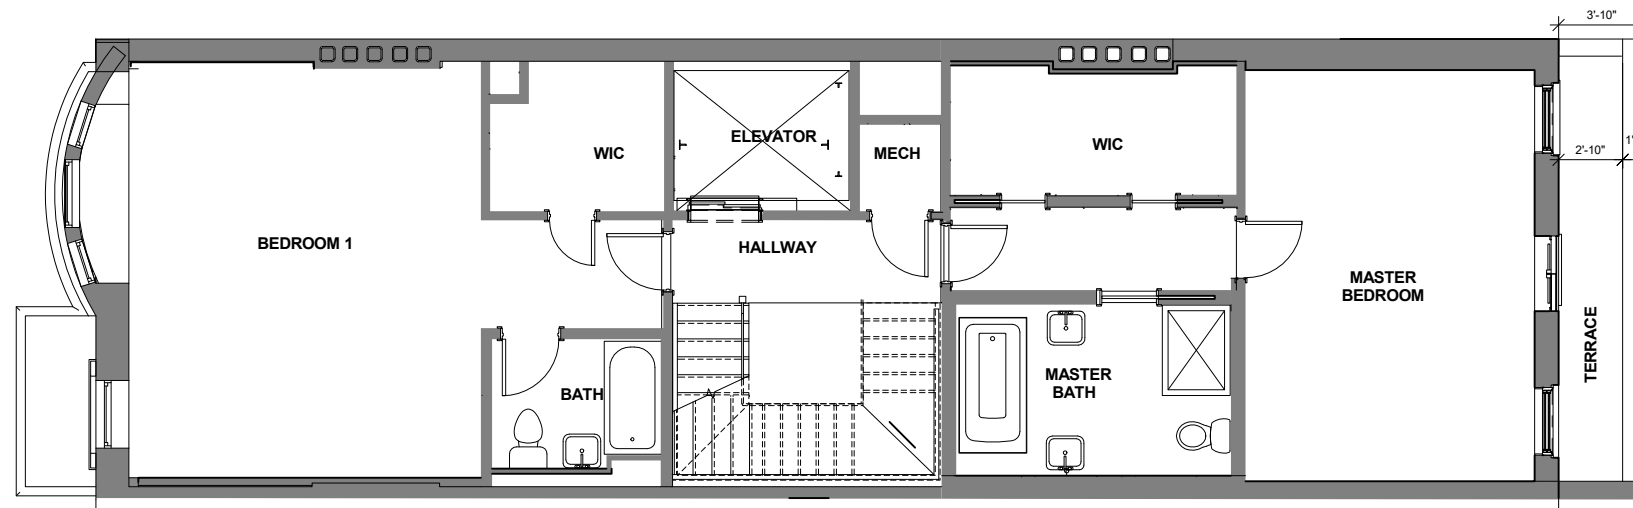 3'-10"
ELEVATOR
WIC
MECH
WIC
2'-10"
1'
BEDROOM 1
HALLWAY
MASTER
BEDROOM
TERRACE
BATH
MASTER
BATH